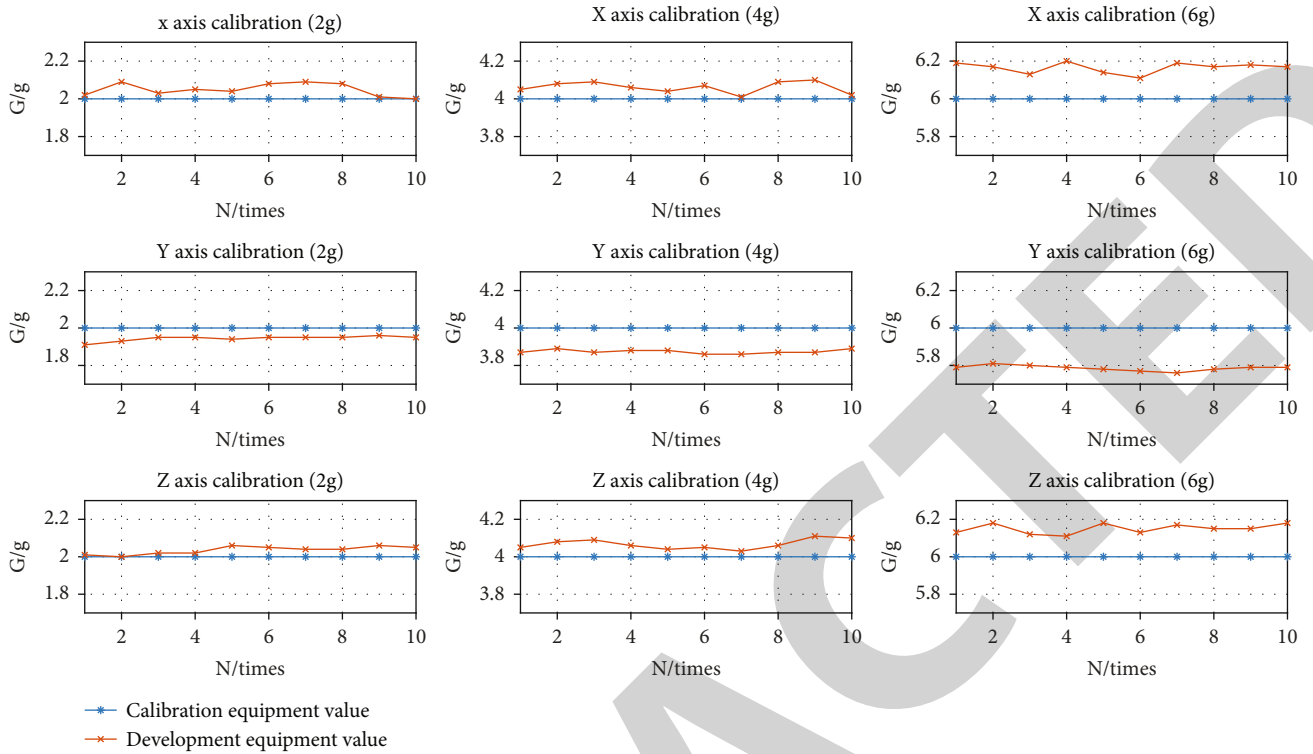 x axis calibration (2g)
X axis calibration (4g)
X axis calibration (6g)
G/g
2.2
2
1.8
2 4 6 8 10
N/times
G/g
4.2
4
3.8
2 4 6 8 10
N/times
G/g
6.2
6
5.8
2 4 6 8 10
N/times
Y axis calibration (2g)
Y axis calibration (4g)
Y axis calibration (6g)
G/g
2.2
2
1.8
2 4 6 8 10
N/times
G/g
4.2
4
3.8
2 4 6 8 10
N/times
G/g
6.2
6
5.8
2 4 6 8 10
N/times
Z axis calibration (2g)
Z axis calibration (4g)
Z axis calibration (6g)
G/g
2.2
2
1.8
2 4 6 8 10
N/times
G/g
4.2
4
3.8
2 4 6 8 10
N/times
G/g
6.2
6
5.8
2 4 6 8 10
N/times
Calibration equipment value
Development equipment value
ACTED